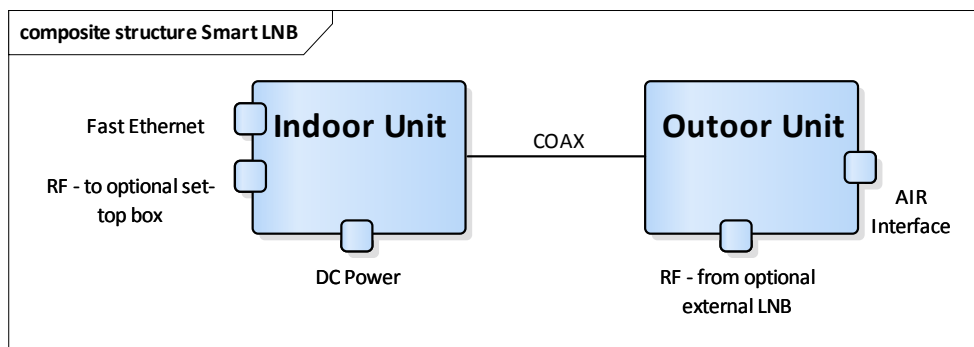 composite structure Smart LNB
Fast Ethernet
Indoor Unit
COAX
Outoor Unit
RF - to optional set-
top box
AIR
Interface
DC Power
RF - from optional
external LNB